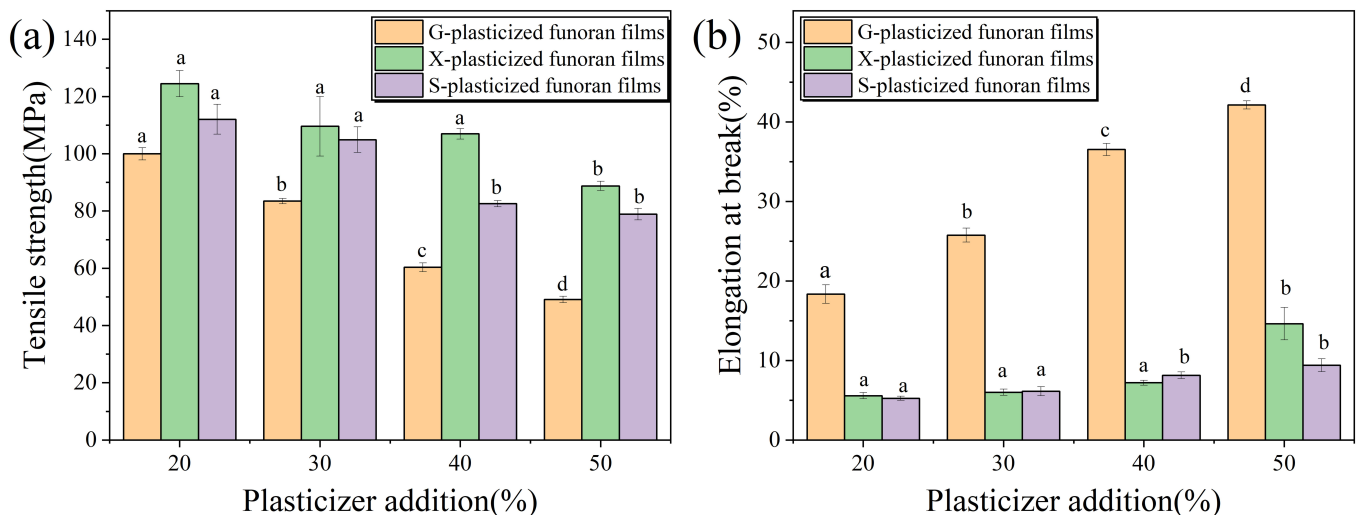 (a)
Tensile strength(MPa)
140
120
100
80
60
40
20
0
G-plasticized funoran films
X-plasticized funoran films
S-plasticized funoran films
a
a
a
b
a
a
c
a
b
d
b
b
20
30
40
50
Plasticizer addition(%)
(b)
Elongation at break(%)
50
40
30
20
10
0
G-plasticized funoran films
X-plasticized funoran films
S-plasticized funoran films
a
a
a
b
a
a
c
a
b
d
b
b
20
30
40
50
Plasticizer addition(%)